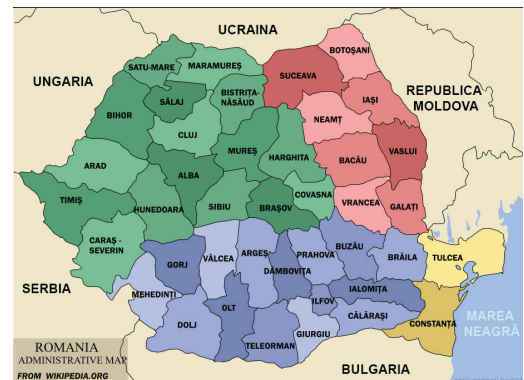 UCRAINA
BOTOȘANI
MARAMUREȘ
SATU-MARE
SUCEAVA
UNGARIA
BISTRIȚA-
NĂSĂUD
REPUBLICA
MOLDOVA
SĂLAJ
IAȘI
BIHOR
NEAMȚ
CLUJ
MUREȘ
HARGHITA
VASLUI
BACĂU
ARAD
ALBA
COVASNA
TIMIȘ
HUNEDOARA
SIBIU
BRAȘOV
VRANCEA
GALAȚI
CARAȘ -
SEVERIN
BUZĂU
ARGEȘ
PRAHOVA
GORJ
VÂLCEA
BRĂILA
TULCEA
DÂMBOVIȚA
SERBIA
MEHEDINȚI
IALOMIȚA
ILFOV
OLT
CĂLĂRAȘI
MAREA
NEAGRĂ
DOLJ
CONSTANȚA
GIURGIU
TELEORMAN
ROMANIA
ADMINISTRATIVE MAP
FROM WIKIPEDIA.ORG
BULGARIA